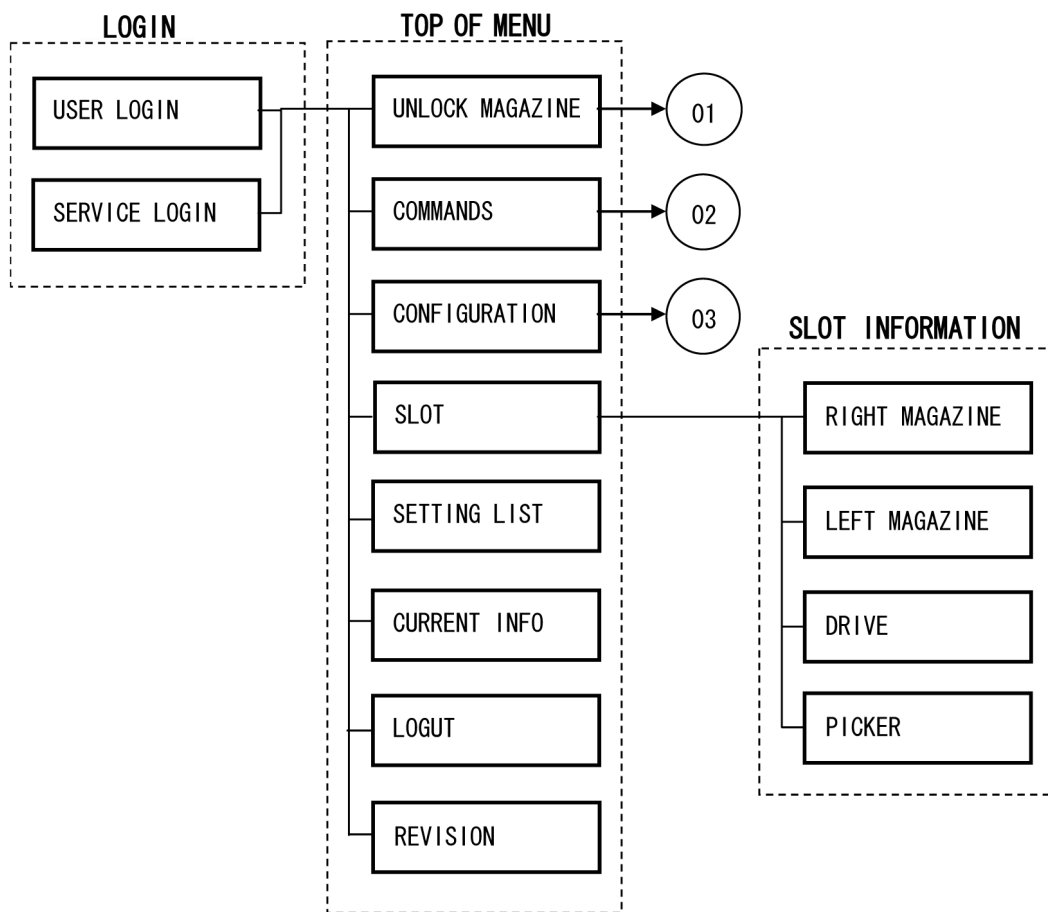 LOGIN
USER LOGIN
SERVICE LOGIN
TOP OF MENU
UNLOCK MAGAZINE
01
COMMANDS
02
CONFIGURATION
03
SLOT
SETTING LIST
CURRENT INFO
LOGUT
REVISION
SLOT INFORMATION
RIGHT MAGAZINE
LEFT MAGAZINE
DRIVE
PICKER